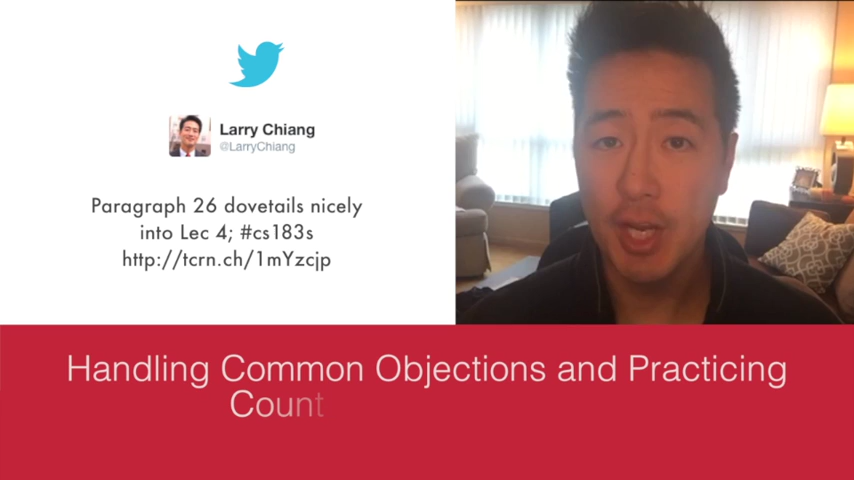 Larry Chiang
@LarryChiang
Paragraph 26 dovetails nicely
into Lec 4; #cs183s
http://tcrn.ch/1mYzcjp
Handling Common Objections and Practicing
Count